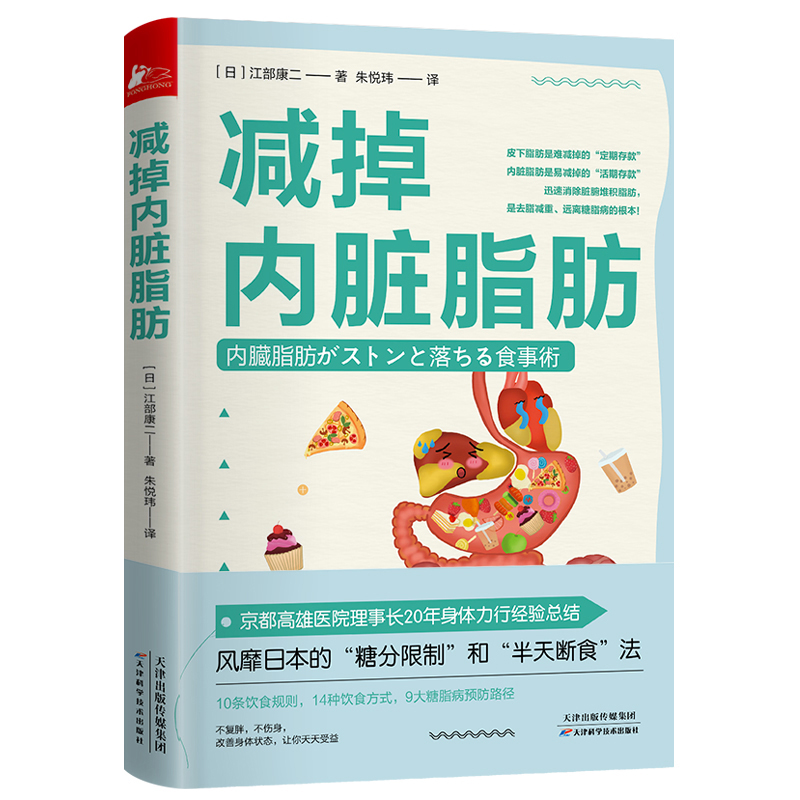 FONGHONG
减掉内脏脂肪
[日]江部康二——著 朱悦玮——译
天津出版传媒集团
天津科学技术出版社
[日]江部康二——著 朱悦玮——译
减掉
内脏脂肪
皮下脂肪是难减掉的“定期存款”
内脏脂肪是易减掉的“活期存款”
迅速消除脏腑堆积脂肪，
是去脂减重、远离糖脂病的根本！
内臓脂肪がストンと落ちる食事術
京都高雄医院理事长20年身体力行经验总结
风靡日本的“糖分限制”和“半天断食”法
10条饮食规则，14种饮食方式，9大糖脂病预防路径
不复胖，不伤身，
改善身体状态，让你天天受益
天津出版传媒集团
天津科学技术出版社